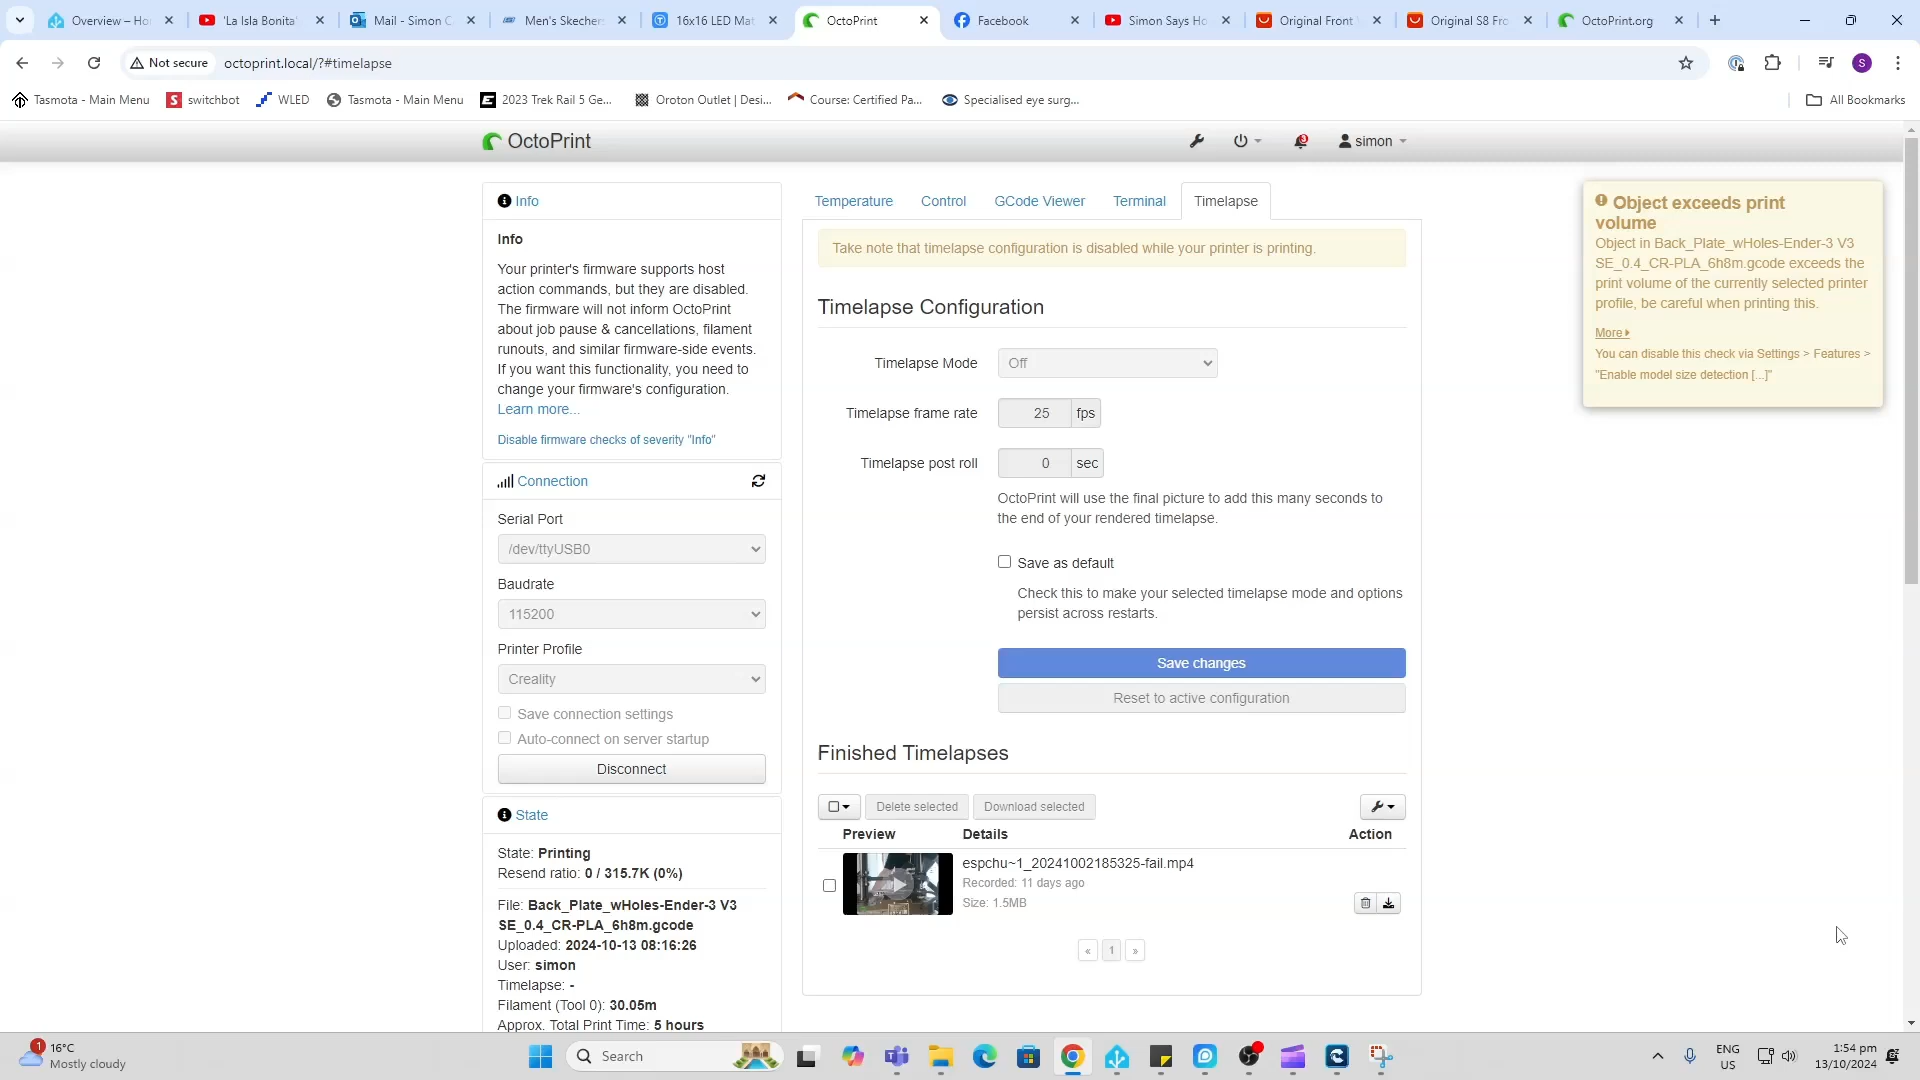 Overview – Ho
'La Isla Bonita'
Mail - Simon C
Men's Skecher
16x16 LED Mat
OctoPrint
Facebook
Simon Says Ho
Original Front
Original S8 Fro
OctoPrint.org
Not secure
octoprint.local/?#timelapse
S
Tasmota - Main Menu
switchbot
WLED
Tasmota - Main Menu
2023 Trek Rail 5 Ge...
Oroton Outlet | Desi...
Course: Certified Pa...
Specialised eye surg...
All Bookmarks
OctoPrint
3
simon
Info
Info
Your printer's firmware supports host
action commands, but they are disabled.
The firmware will not inform OctoPrint
about job pause & cancellations, filament
runouts, and similar firmware-side events.
If you want this functionality, you need to
change your firmware's configuration.
Learn more...
Disable firmware checks of severity "Info"
Connection
Serial Port
/dev/ttyUSB0
Baudrate
115200
Printer Profile
Creality
Save connection settings
Auto-connect on server startup
Disconnect
State
State: Printing
Resend ratio: 0 / 315.7K (0%)
File: Back_Plate_wHoles-Ender-3 V3
SE_0.4_CR-PLA_6h8m.gcode
Uploaded: 2024-10-13 08:16:26
User: simon
Timelapse: -
Filament (Tool 0): 30.05m
Approx. Total Print Time: 5 hours
Temperature
Control
GCode Viewer
Terminal
Timelapse
Take note that timelapse configuration is disabled while your printer is printing.
Timelapse Configuration
Timelapse Mode
Off
Timelapse frame rate
25
fps
Timelapse post roll
0
sec
OctoPrint will use the final picture to add this many seconds to
the end of your rendered timelapse.
Save as default
Check this to make your selected timelapse mode and options
persist across restarts.
Save changes
Reset to active configuration
Finished Timelapses
Delete selected
Download selected
Preview
Details
Action
espchu~1_20241002185325-fail.mp4
Recorded: 11 days ago
Size: 1.5MB
«
1
»
Object exceeds print
volume
Object in Back_Plate_wHoles-Ender-3 V3
SE_0.4_CR-PLA_6h8m.gcode exceeds the
print volume of the currently selected printer
profile, be careful when printing this.
More
You can disable this check via Settings > Features >
"Enable model size detection [...]"
1
16°C
Mostly cloudy
Search
ENG
US
1:54 pm
13/10/2024